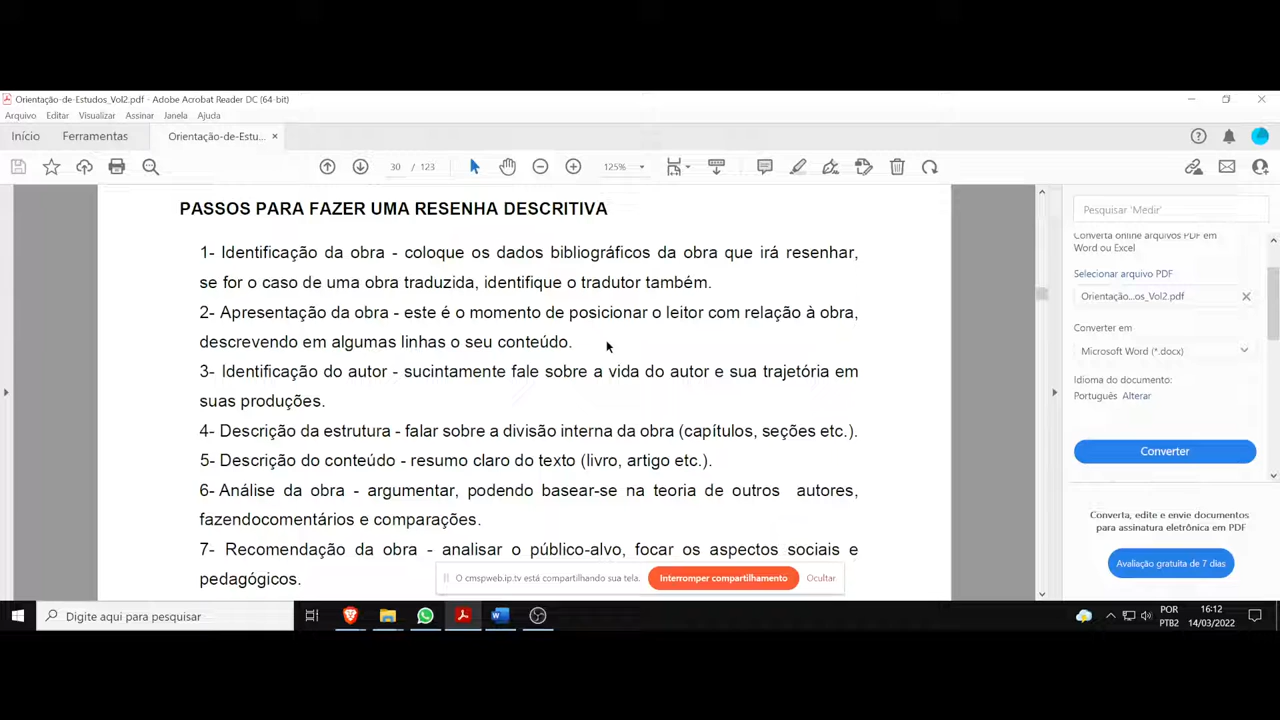 Orientação-de-Estudos_Vol2.pdf - Adobe Acrobat Reader DC (64-bit)
Arquivo Editar Visualizar Assinar Janela Ajuda
Início Ferramentas Orientação-de-Estu... ×
30 / 123 125%
PASSOS PARA FAZER UMA RESENHA DESCRITIVA
1- Identificação da obra - coloque os dados bibliográficos da obra que irá resenhar,
se for o caso de uma obra traduzida, identifique o tradutor também.
2- Apresentação da obra - este é o momento de posicionar o leitor com relação à obra,
descrevendo em algumas linhas o seu conteúdo.
3- Identificação do autor - sucintamente fale sobre a vida do autor e sua trajetória em
suas produções.
4- Descrição da estrutura - falar sobre a divisão interna da obra (capítulos, seções etc.).
5- Descrição do conteúdo - resumo claro do texto (livro, artigo etc.).
6- Análise da obra - argumentar, podendo basear-se na teoria de outros autores,
fazendocomentários e comparações.
7- Recomendação da obra - analisar o público-alvo, focar os aspectos sociais e
pedagógicos.
Pesquisar 'Medir'
Converta online arquivos PDF em
Word ou Excel
Selecionar arquivo PDF
Orientação...os_Vol2.pdf
Converter em
Microsoft Word (*.docx)
Idioma do documento:
Português Alterar
Converter
Converta, edite e envie documentos
para assinatura eletrônica em PDF
Avaliação gratuita de 7 dias
O cmspweb.ip.tv está compartilhando sua tela. Interromper compartilhamento Ocultar
Digite aqui para pesquisar
POR 16:12
PTB2 14/03/2022